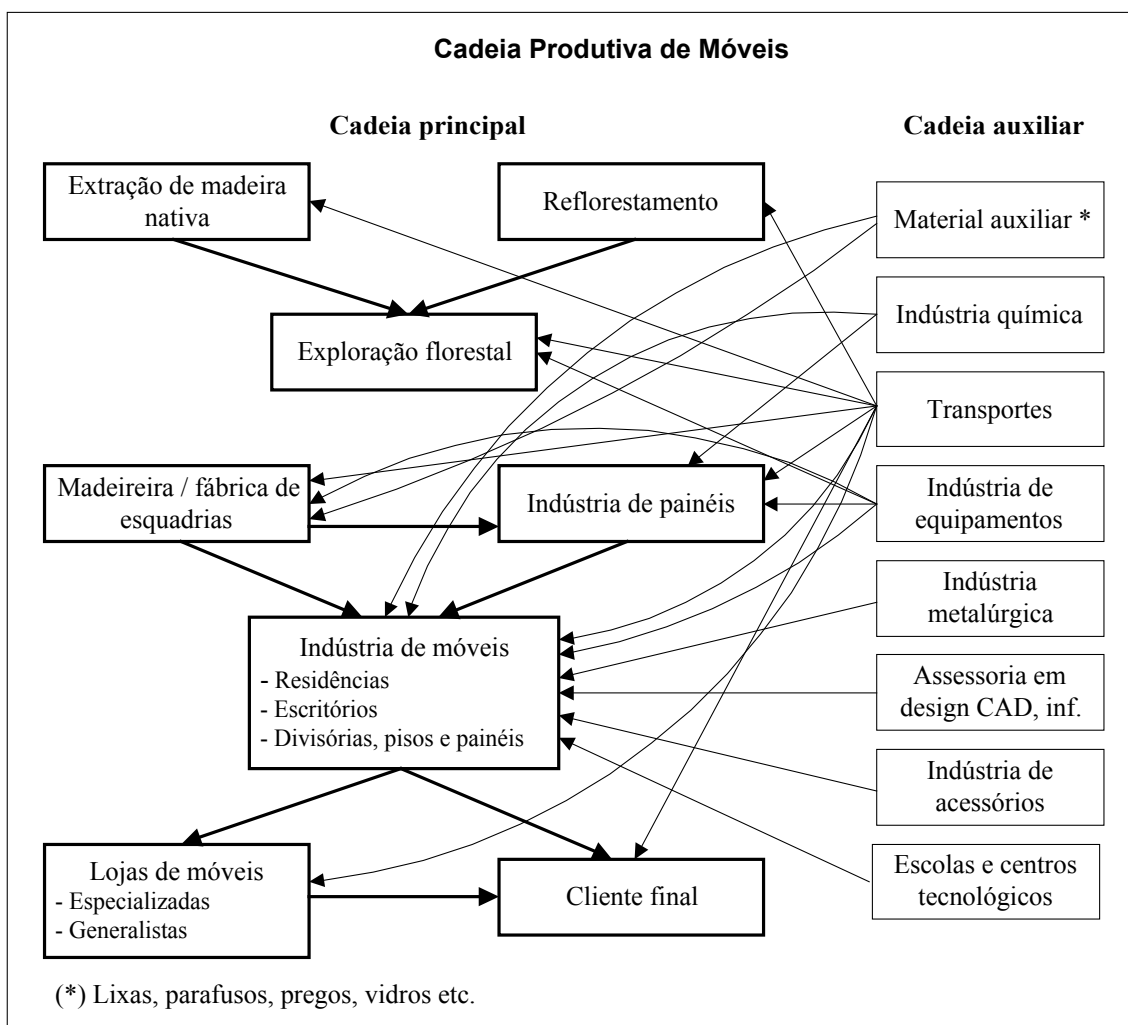 Cadeia Produtiva de Móveis
Cadeia principal
Cadeia auxiliar
Extração de madeira
nativa
Reflorestamento
Material auxiliar *
Exploração florestal
Indústria química
Transportes
Madeireira / fábrica de
esquadrias
Indústria de painéis
Indústria de
equipamentos
Indústria
metalúrgica
Indústria de móveis
- Residências
- Escritórios
- Divisórias, pisos e painéis
Assessoria em
design CAD, inf.
Indústria de
acessórios
Lojas de móveis
- Especializadas
- Generalistas
Cliente final
Escolas e centros
tecnológicos
(*) Lixas, parafusos, pregos, vidros etc.